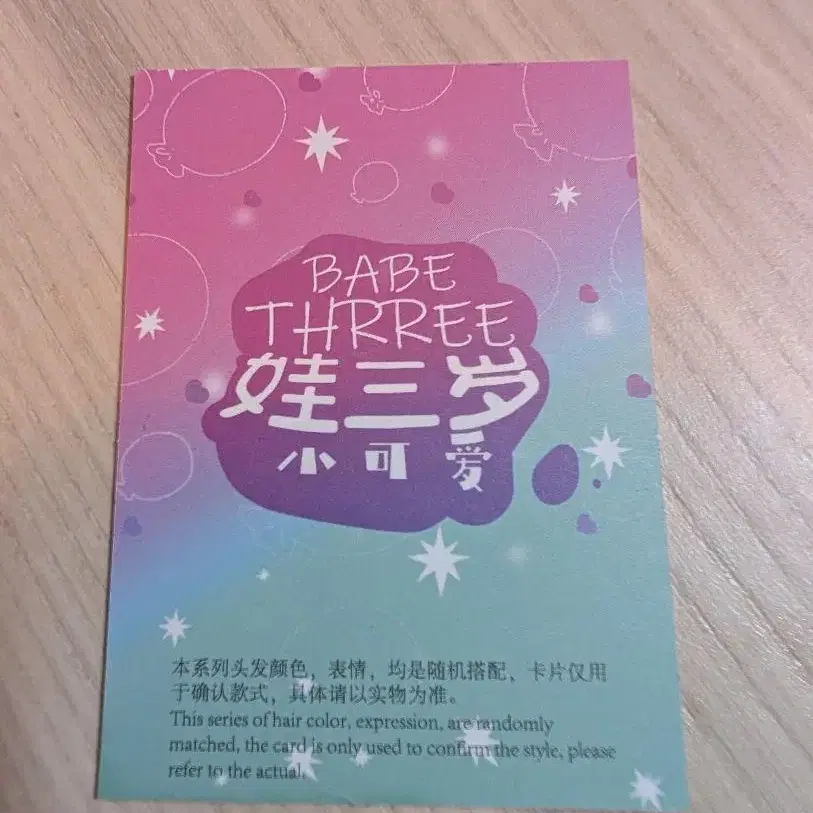 BABE
THRREE
娃三岁
小可爱
本系列头发颜色，表情，均是随机搭配，卡片仅用
于确认款式，具体请以实物为准。
This series of hair color, expression, are randomly
matched, the card is only used to confirm the style, please
refer to the actual.